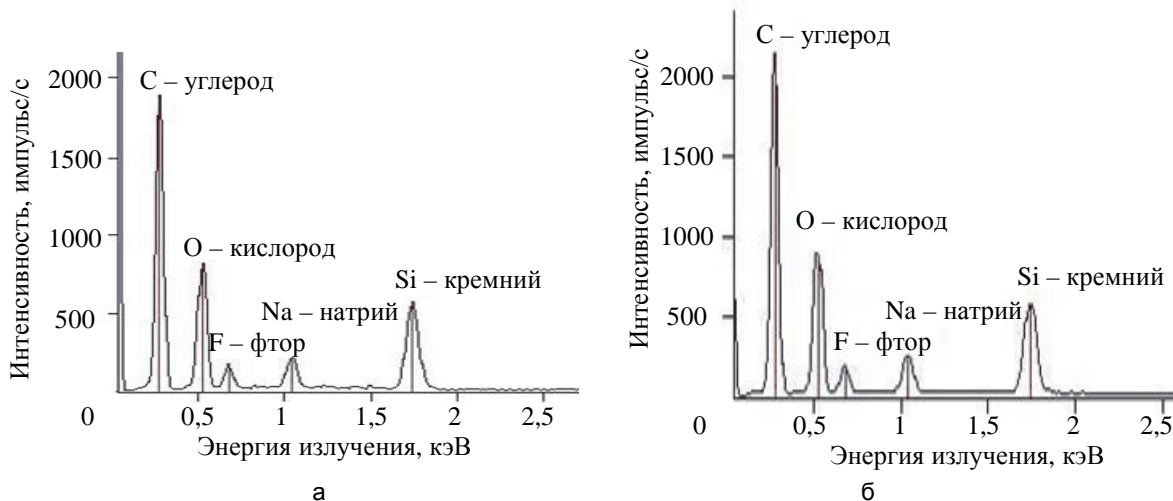 Интенсивность, импульс/с
2000
1500
1000
500
0
C – углерод
O – кислород
F – фтор
Na – натрий
Si – кремний
0,5
1
1,5
2
2,5
Энергия излучения, кэВ
а
Интенсивность, импульс/с
2000
1500
1000
500
0
C – углерод
O – кислород
F – фтор
Na – натрий
Si – кремний
0,5
1
1,5
2
2,5
Энергия излучения, кэВ
б